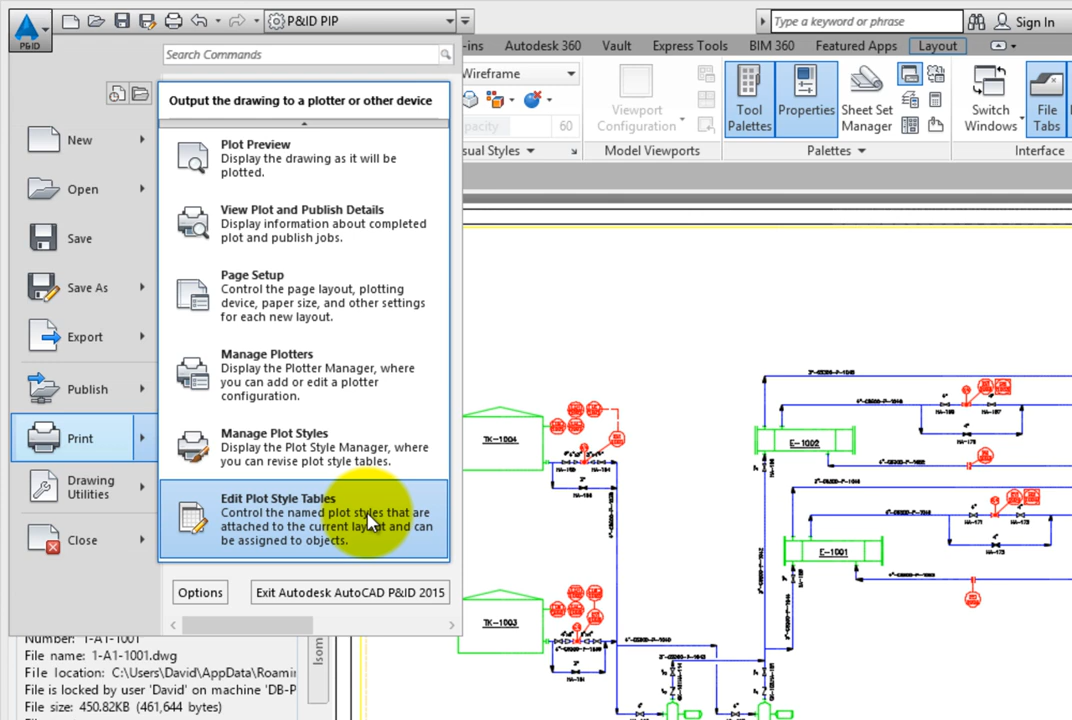 P&ID
P&ID PIP
Type a keyword or phrase
Sign In
Search Commands
-ins
Autodesk 360
Vault
Express Tools
BIM 360
Featured Apps
Layout
Output the drawing to a plotter or other device
Plot Preview
Display the drawing as it will be
plotted.
View Plot and Publish Details
Display information about completed
plot and publish jobs.
Page Setup
Control the page layout, plotting
device, paper size, and other settings
for each new layout.
Manage Plotters
Display the Plotter Manager, where
you can add or edit a plotter
configuration.
Manage Plot Styles
Display the Plot Style Manager, where
you can revise plot style tables.
Edit Plot Style Tables
Control the named plot styles that are
attached to the current layout and can
be assigned to objects.
New
Open
Save
Save As
Export
Publish
Print
Drawing
Utilities
Close
Options
Exit Autodesk AutoCAD P&ID 2015
Wireframe
60
sual Styles
Viewport
Configuration
Model Viewports
Tool
Palettes
Properties
Sheet Set
Manager
Palettes
Switch
Windows
File
Tabs
Interface
TK-1004
E-1002
E-1001
TK-1003
Number: 1-A1-1001
File name: 1-A1-1001.dwg
File location: C:\Users\David\AppData\Roami
File is locked by user 'David' on machine 'DB-P
File size: 450.82KB (461,644 bytes)
Isom